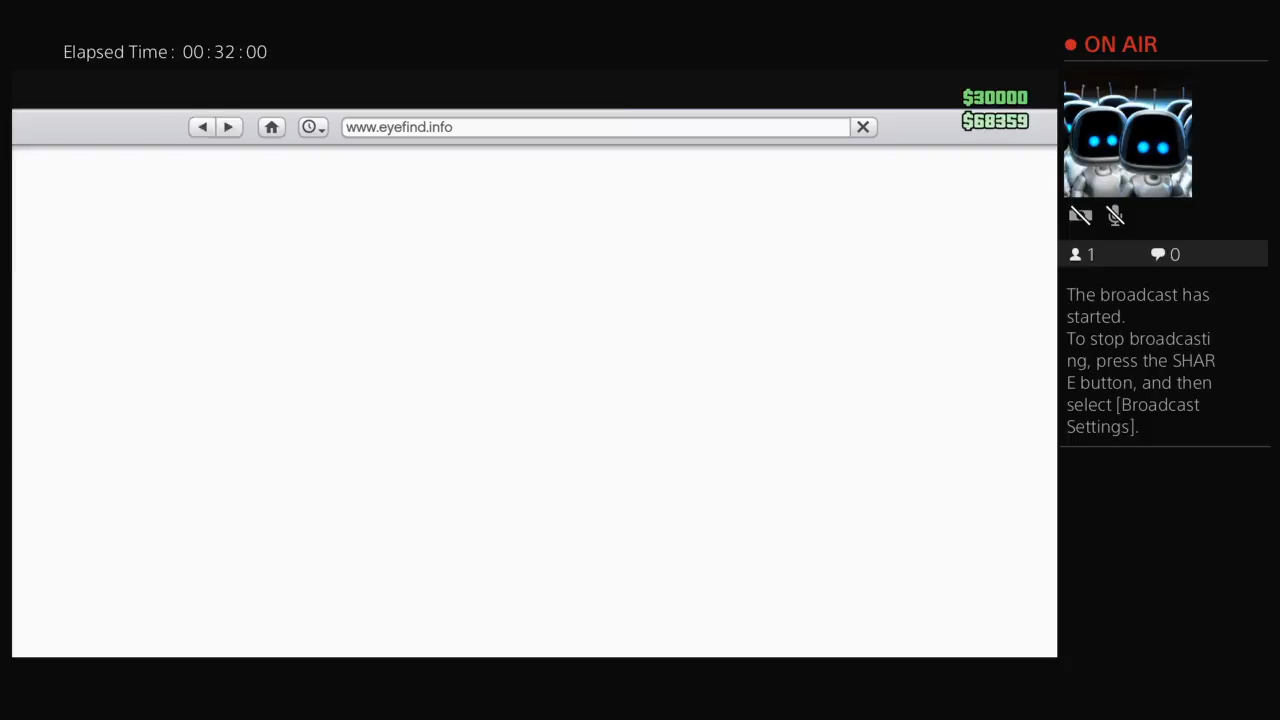 Elapsed Time: 00:32:00
ON AIR
$30000
$68359
www.eyefind.info
1
0
The broadcast has
started.
To stop broadcasti
ng, press the SHAR
E button, and then
select [Broadcast
Settings].